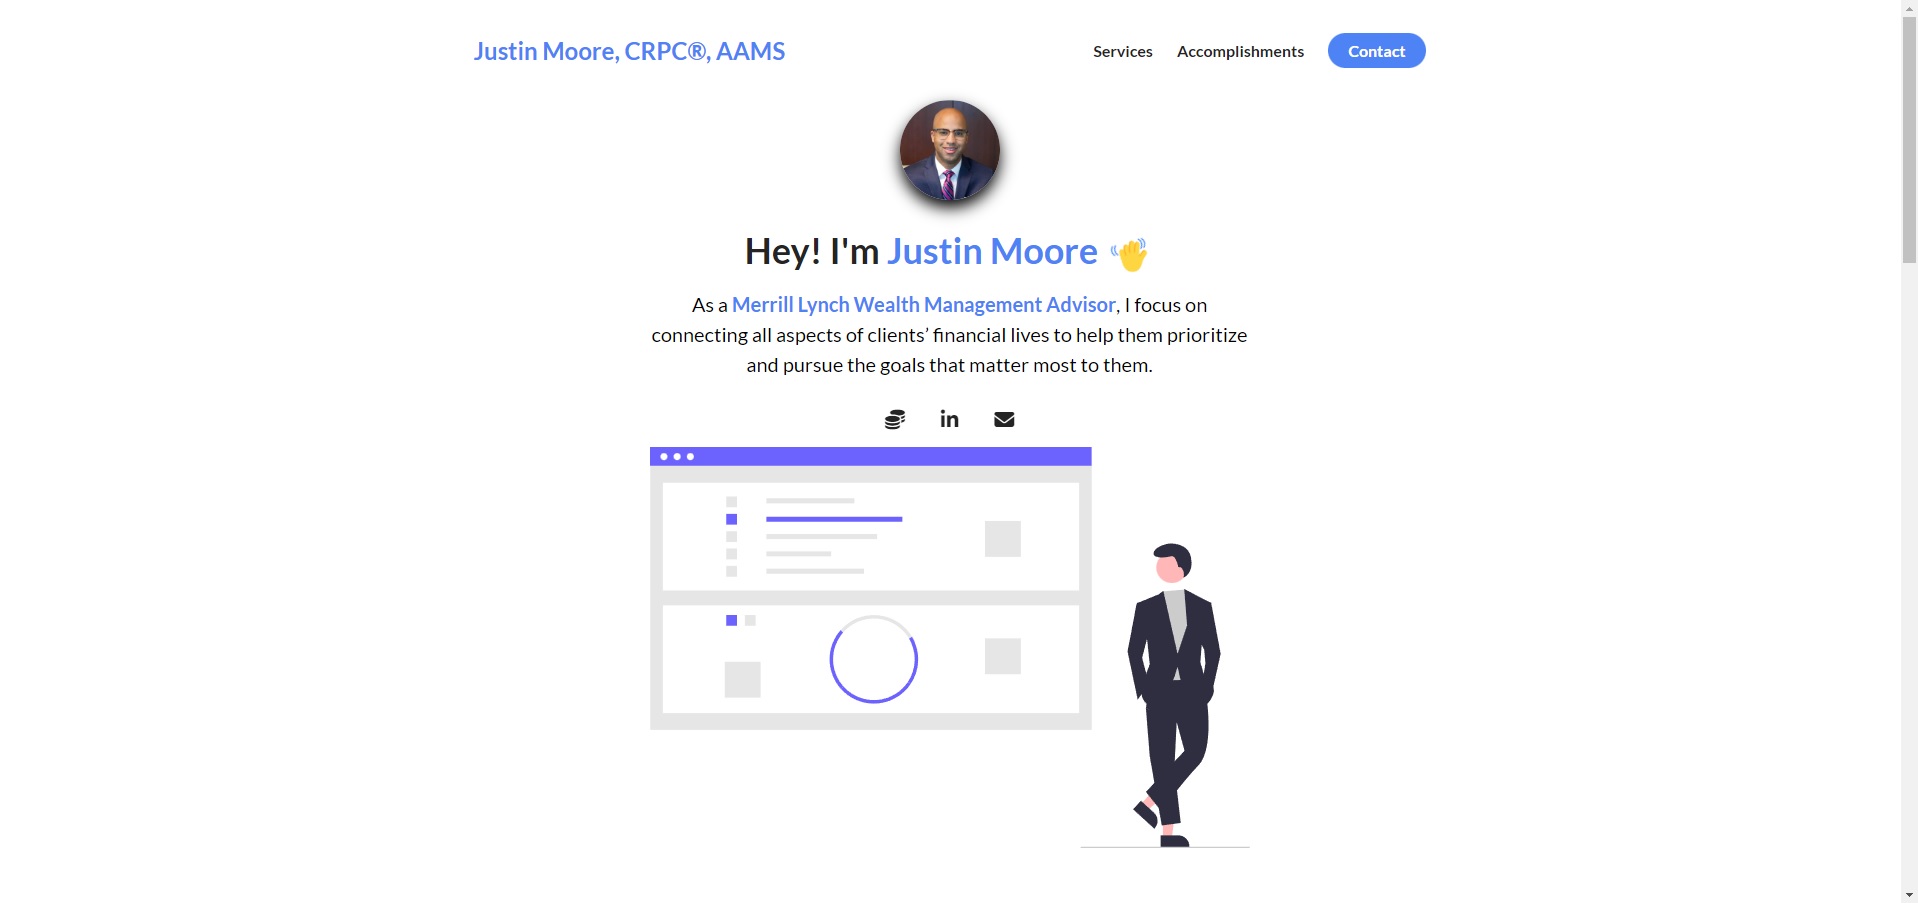 Justin Moore, CRPC®, AAMS
Services Accomplishments Contact
Hey! I'm Justin Moore 👋
As a Merrill Lynch Wealth Management Advisor, I focus on
connecting all aspects of clients’ financial lives to help them prioritize
and pursue the goals that matter most to them.
in